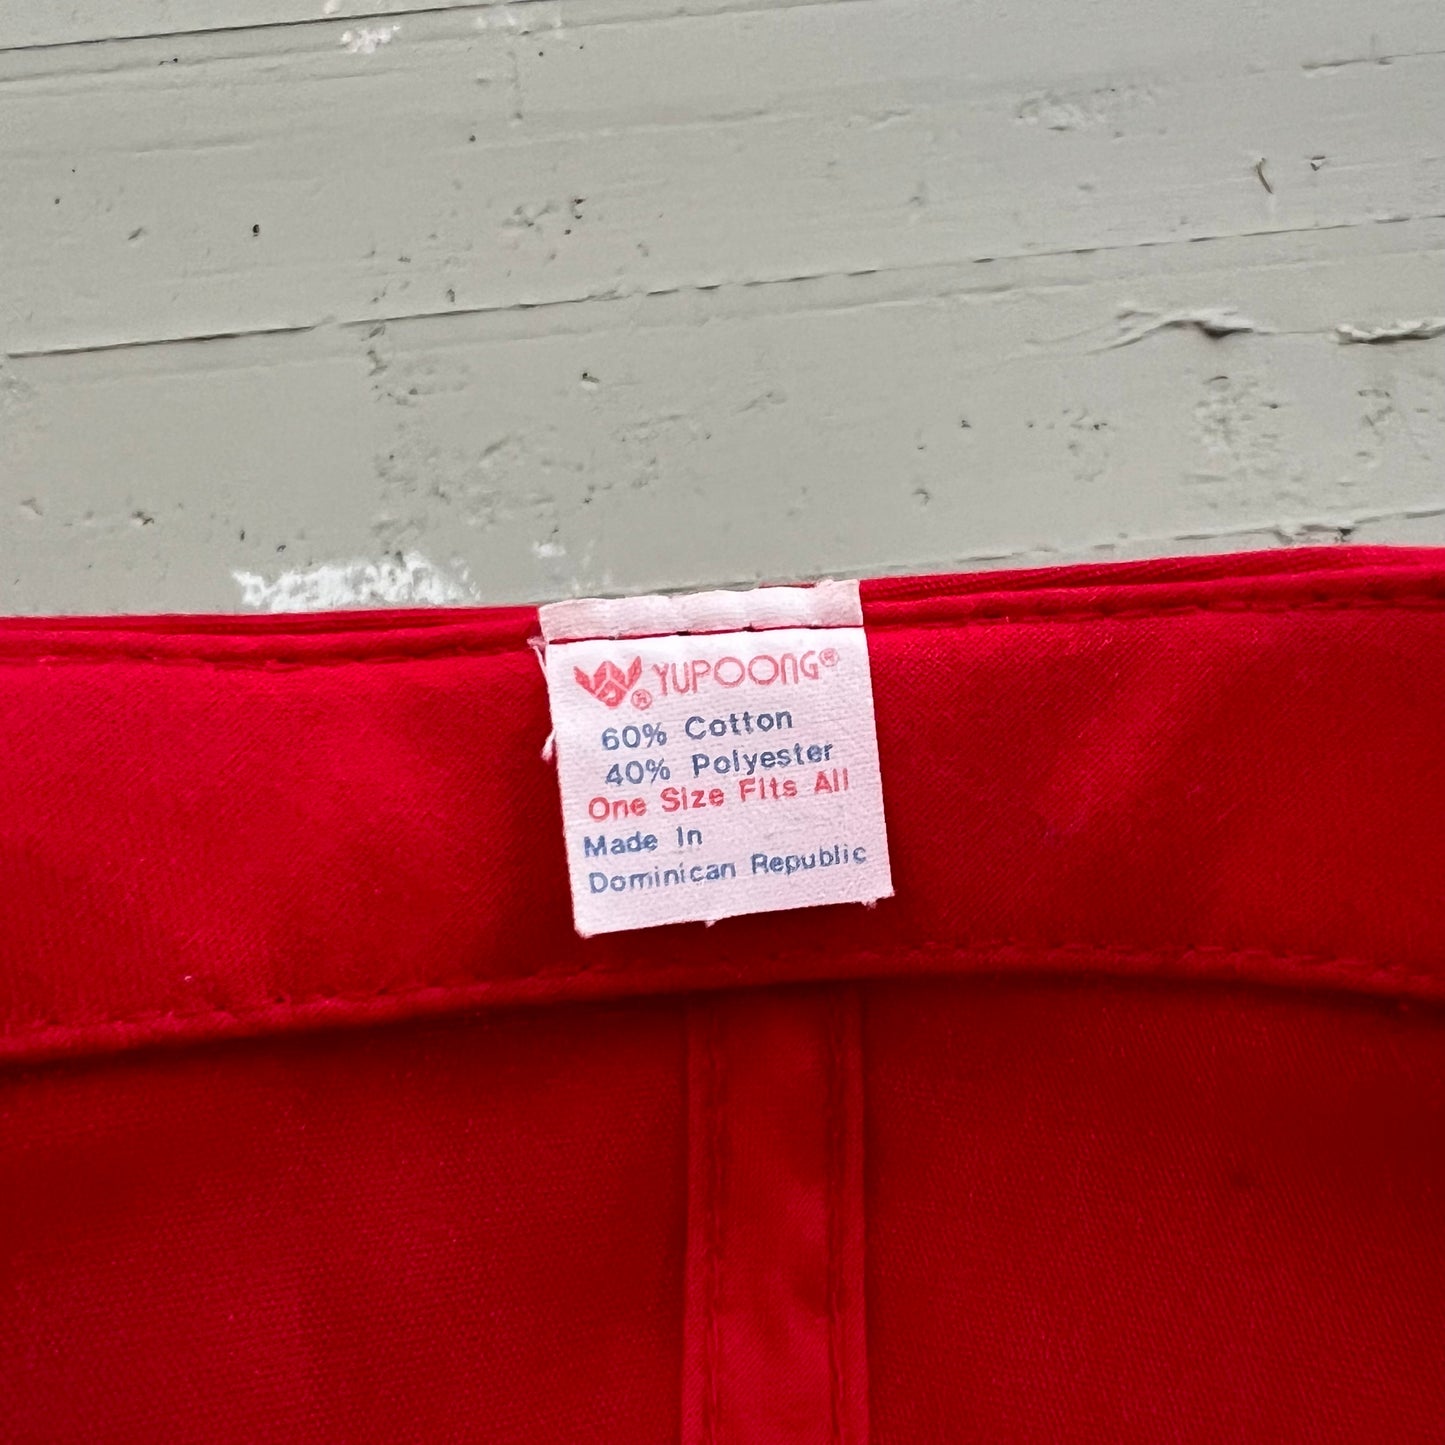 YUPOONG®
60% Cotton
40% Polyester
One Size Fits All
Made In
Dominican Republic